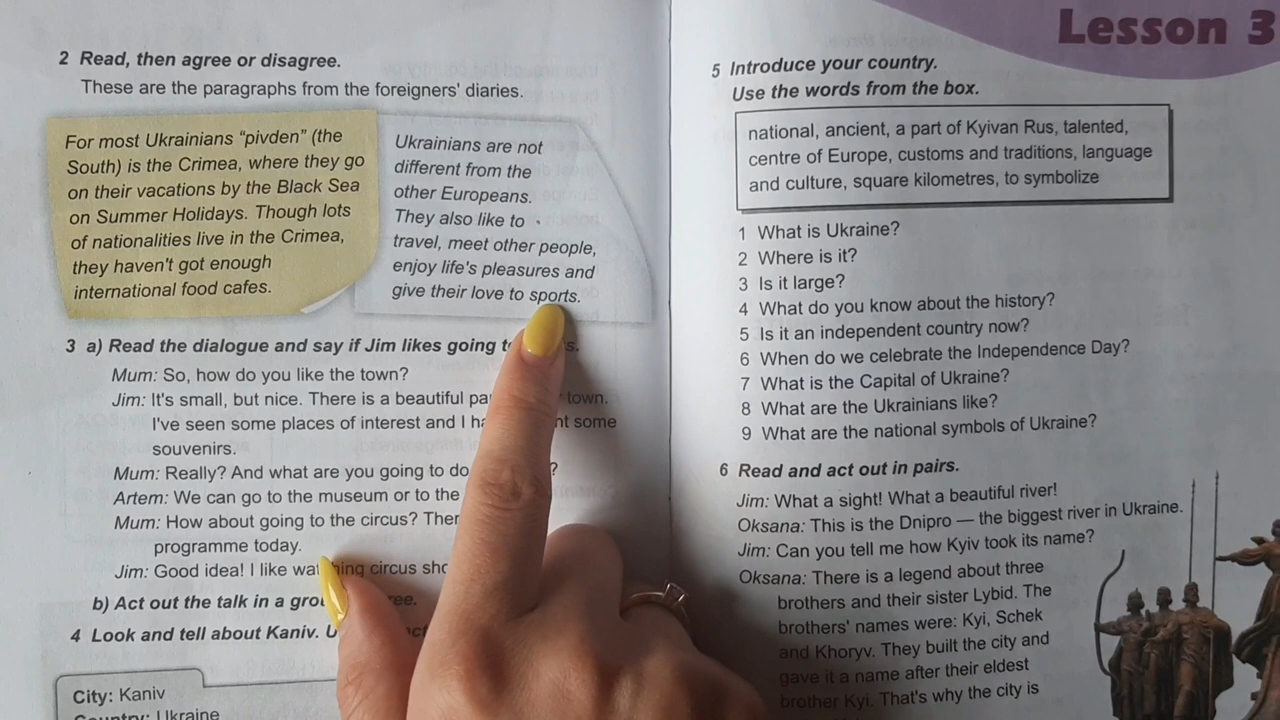 2 Read, then agree or disagree.
These are the paragraphs from the foreigners' diaries.
For most Ukrainians "pivden" (the
South) is the Crimea, where they go
on their vacations by the Black Sea
on Summer Holidays. Though lots
of nationalities live in the Crimea,
they haven't got enough
international food cafes.
Ukrainians are not
different from the
other Europeans.
They also like to
travel, meet other people,
enjoy life's pleasures and
give their love to sports.
3 a) Read the dialogue and say if Jim likes going
Mum: So, how do you like the town?
Jim: It's small, but nice. There is a beautiful town.
I've seen some places of interest and I some
souvenirs.
Mum: Really? And what are you going to do ?
Artem: We can go to the museum or to the
Mum: How about going to the circus?
programme today.
Jim: Good idea! I like watching circus
b) Act out the talk in a
4 Look and tell about Kaniv.
City: Kaniv
Country: Ukraine
Lesson 3
5 Introduce your country.
Use the words from the box.
national, ancient, a part of Kyivan Rus, talented,
centre of Europe, customs and traditions, language
and culture, square kilometres, to symbolize
1 What is Ukraine?
2 Where is it?
3 Is it large?
4 What do you know about the history?
5 Is it an independent country now?
6 When do we celebrate the Independence Day?
7 What is the Capital of Ukraine?
8 What are the Ukrainians like?
9 What are the national symbols of Ukraine?
6 Read and act out in pairs.
Jim: What a sight! What a beautiful river!
Oksana: This is the Dnipro — the biggest river in Ukraine.
Jim: Can you tell me how Kyiv took its name?
Oksana: There is a legend about three
brothers and their sister Lybid. The
brothers' names were: Kyi, Schek
and Khoryv. They built the city and
gave it a name after their eldest
brother Kyi. That's why the city is